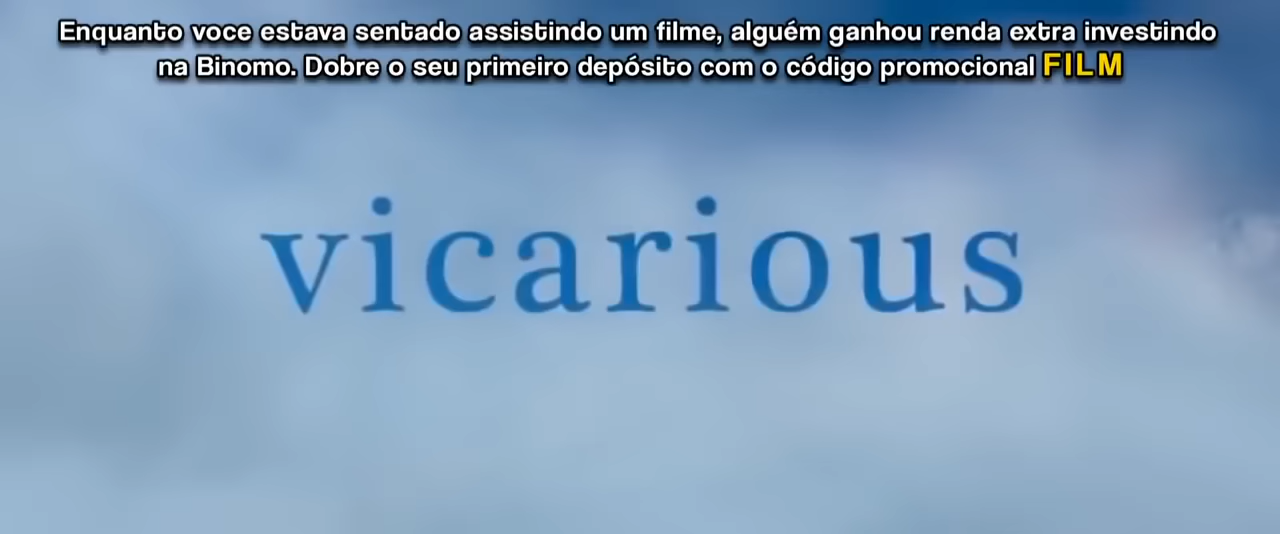 Enquanto voce estava sentado assistindo um filme, alguém ganhou renda extra investindo
na Binomo. Dobre o seu primeiro depósito com o código promocional FILM
vicarious